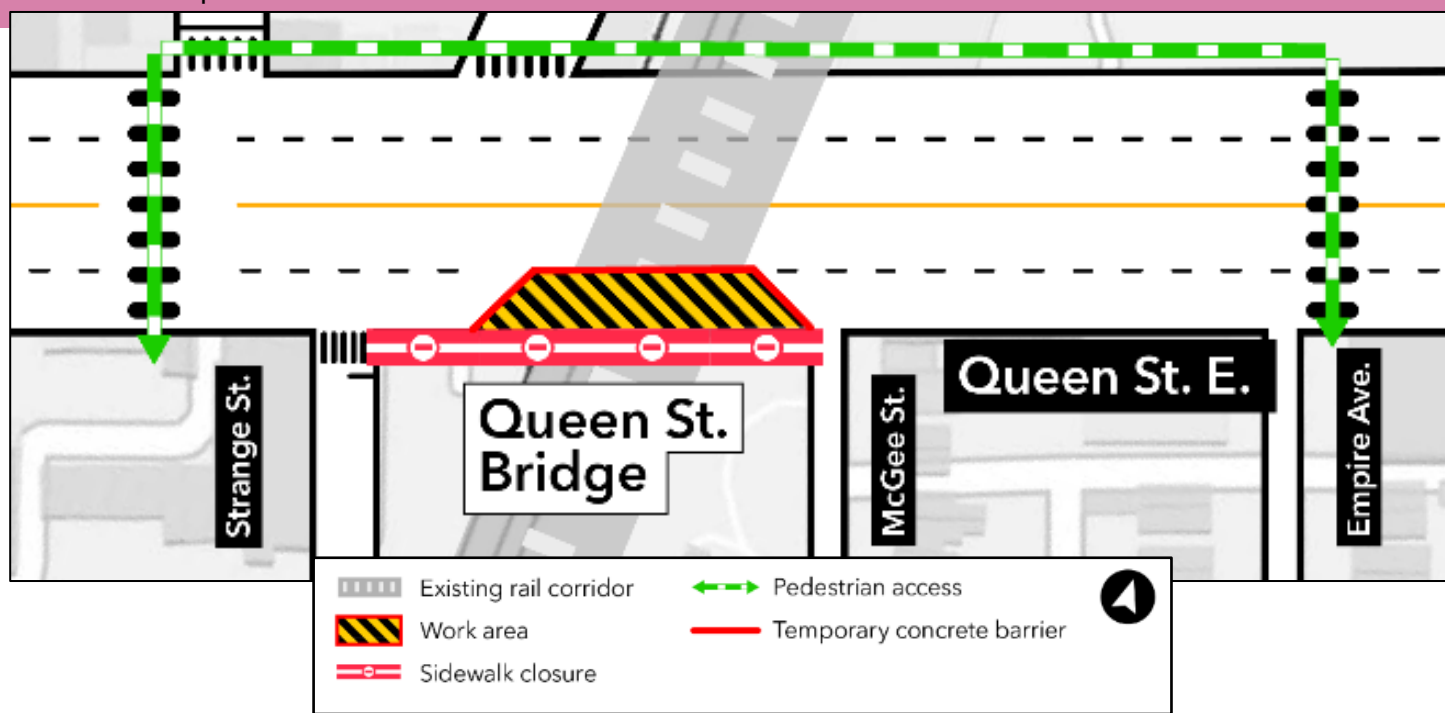 Queen St. E.
Queen St.
Bridge
Strange St.
McGee St.
Empire Ave.
Existing rail corridor
Pedestrian access
Work area
Temporary concrete barrier
Sidewalk closure